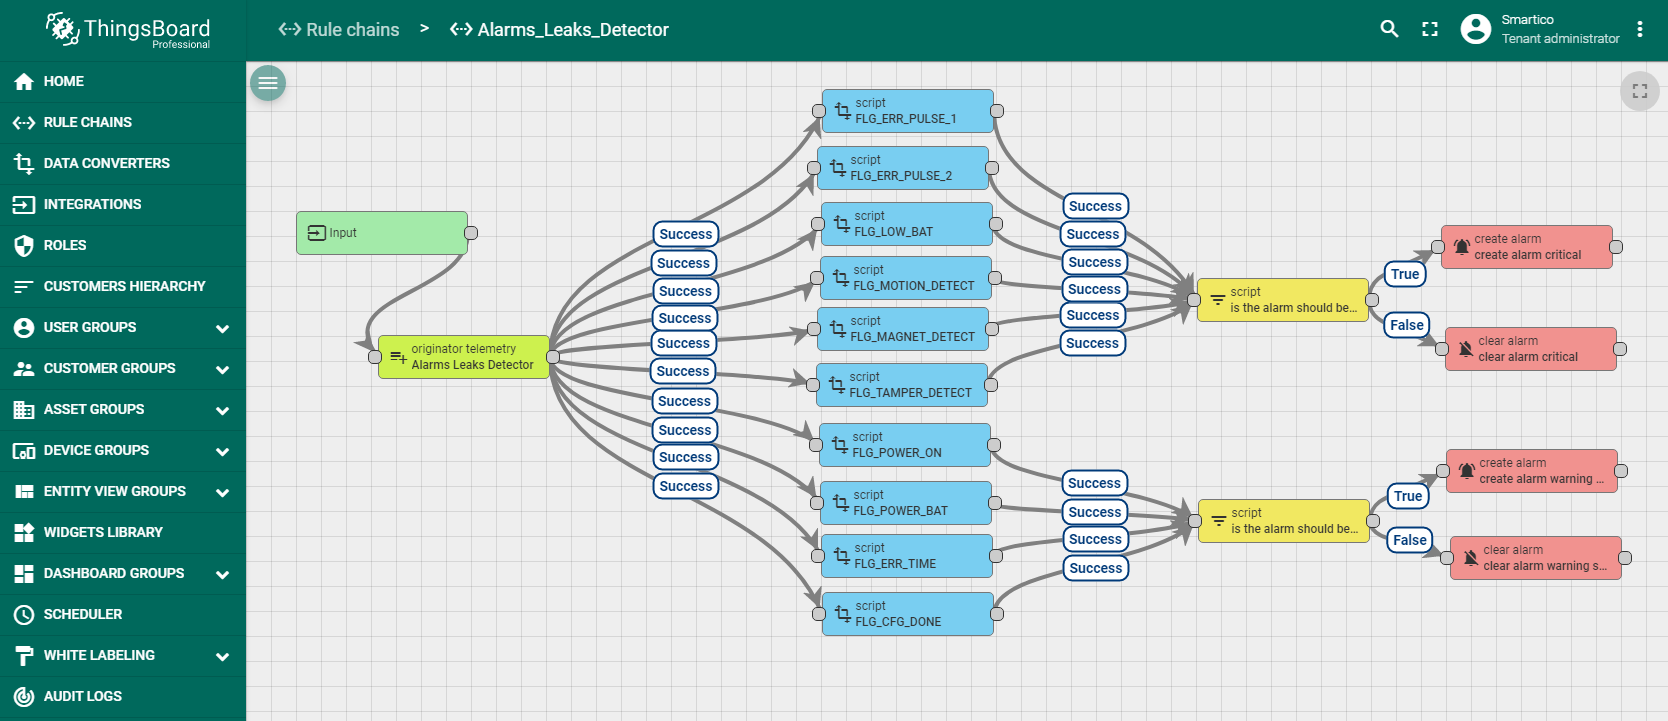 ThingsBoard
Professional
Rule chains > Alarms_Leaks_Detector
Smartico
Tenant administrator
HOME
RULE CHAINS
DATA CONVERTERS
INTEGRATIONS
ROLES
CUSTOMERS HIERARCHY
USER GROUPS
CUSTOMER GROUPS
ASSET GROUPS
DEVICE GROUPS
ENTITY VIEW GROUPS
WIDGETS LIBRARY
DASHBOARD GROUPS
SCHEDULER
WHITE LABELING
AUDIT LOGS
Input
originator telemetry
Alarms Leaks Detector
Success
Success
Success
Success
Success
Success
Success
Success
Success
Success
script
FLG_ERR_PULSE_1
script
FLG_ERR_PULSE_2
script
FLG_LOW_BAT
script
FLG_MOTION_DETECT
script
FLG_MAGNET_DETECT
script
FLG_TAMPER_DETECT
script
FLG_POWER_ON
script
FLG_POWER_BAT
script
FLG_ERR_TIME
script
FLG_CFG_DONE
Success
Success
Success
Success
Success
Success
Success
Success
Success
Success
script
is the alarm should be...
script
is the alarm should be...
True
False
True
False
create alarm
create alarm critical
clear alarm
clear alarm critical
create alarm
create alarm warning ...
clear alarm
clear alarm warning s...